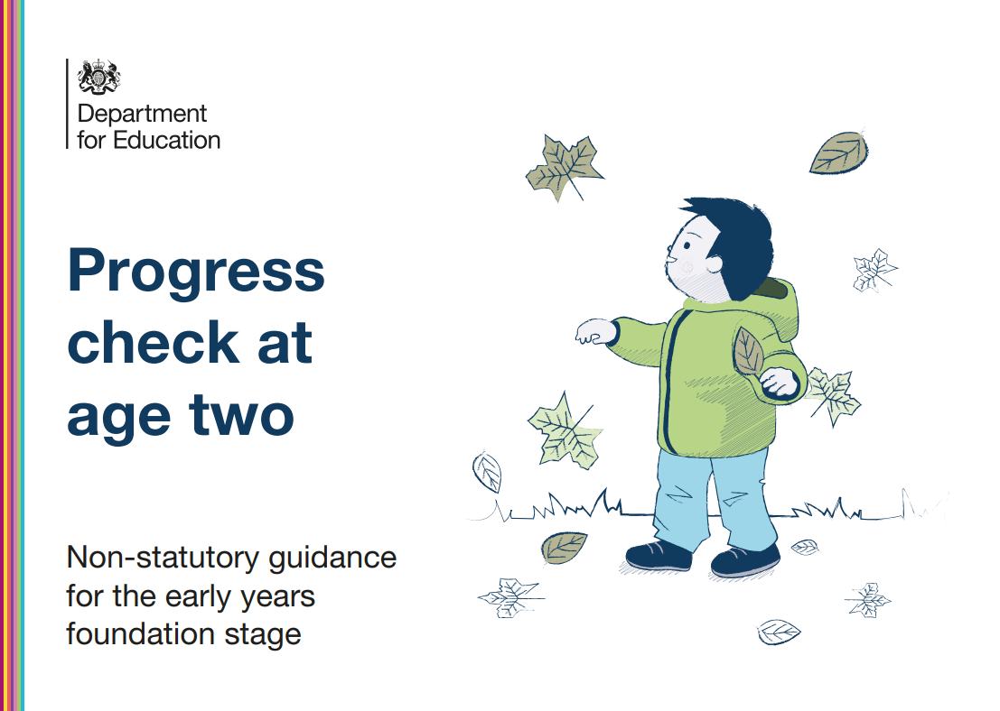 Department
for Education
Progress
check at
age two
Non-statutory guidance
for the early years
foundation stage